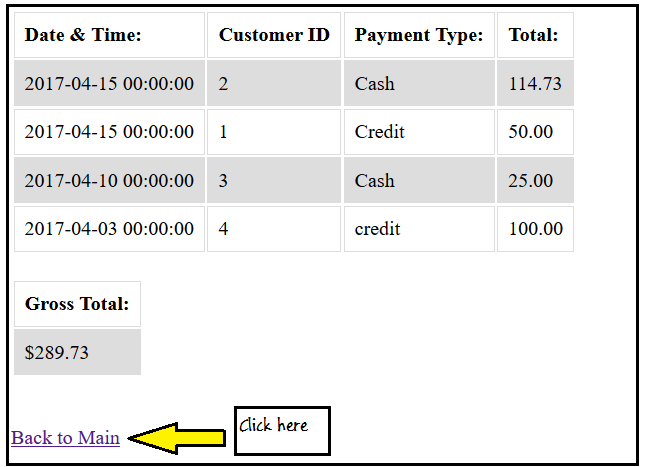 Date & Time: Customer ID Payment Type: Total:
2017-04-15 00:00:00 2 Cash 114.73
2017-04-15 00:00:00 1 Credit 50.00
2017-04-10 00:00:00 3 Cash 25.00
2017-04-03 00:00:00 4 credit 100.00
Gross Total:
$289.73
Back to Main Click here